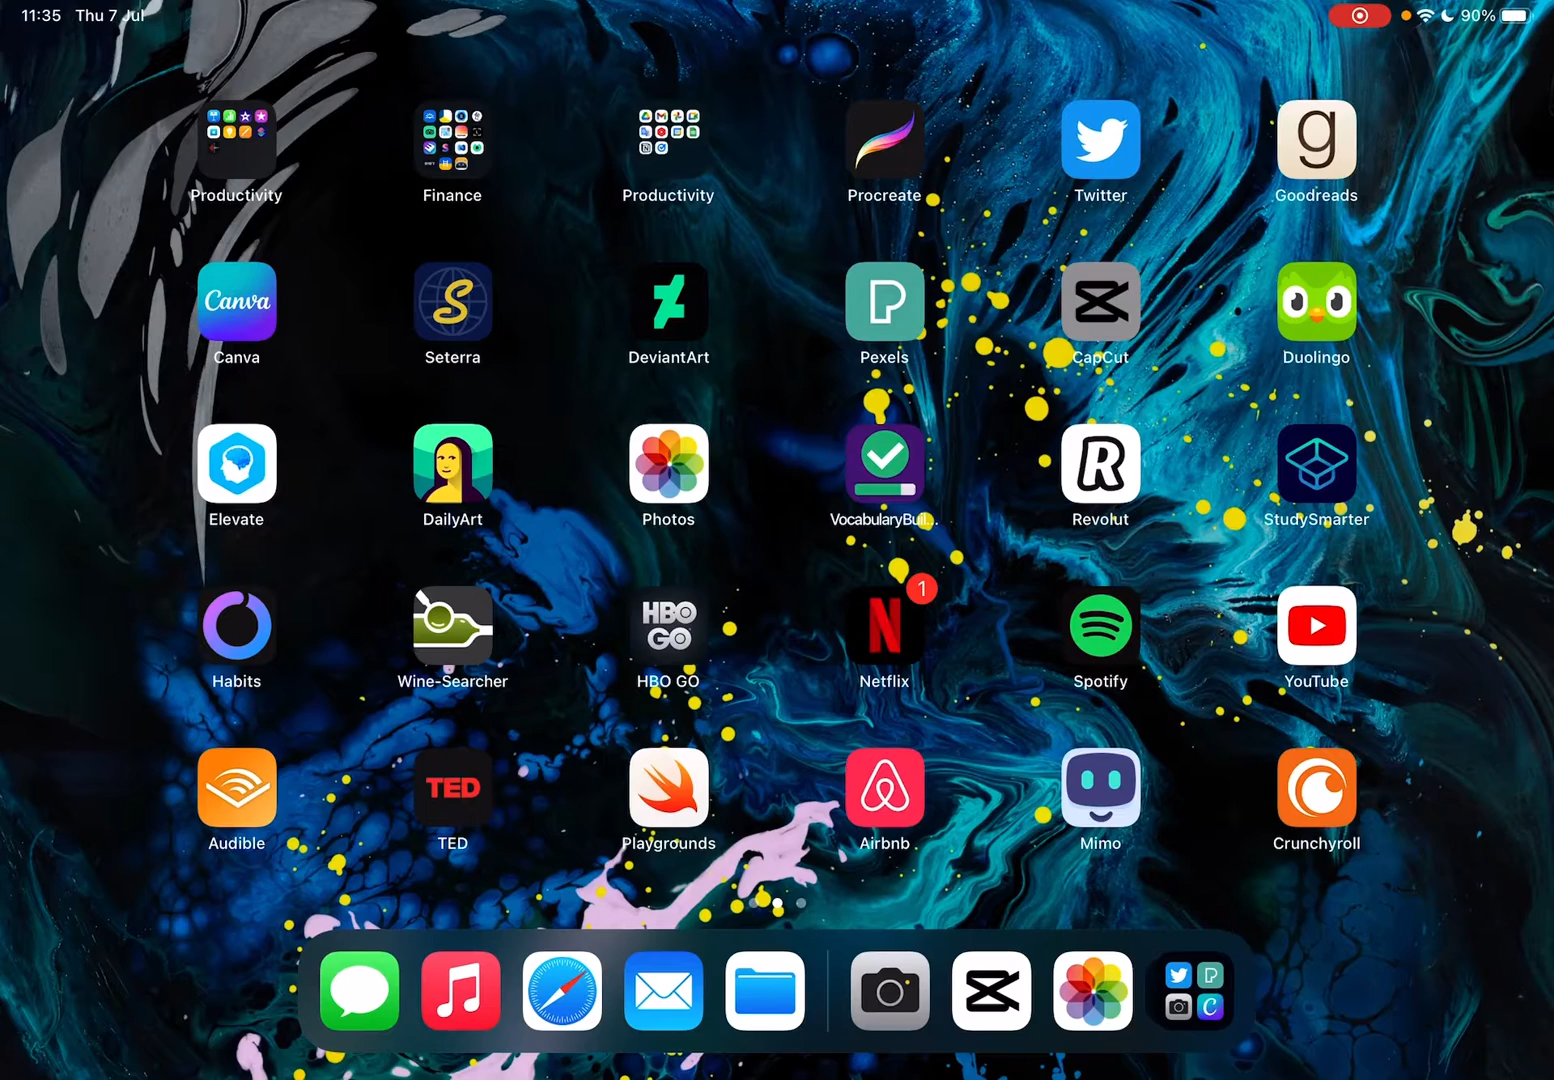 11:35 Thu 7 Jul
90%
Productivity Finance Productivity Procreate Twitter Goodreads
g
Canva
Canva Seterra DeviantArt Pexels CapCut Duolingo
R
Elevate DailyArt Photos VocabularyBuil... Revolut StudySmarter
HBO
GO
N
1
Habits Wine-Searcher HBO GO Netflix Spotify YouTube
TED
Audible TED Playgrounds Airbnb Mimo Crunchyroll